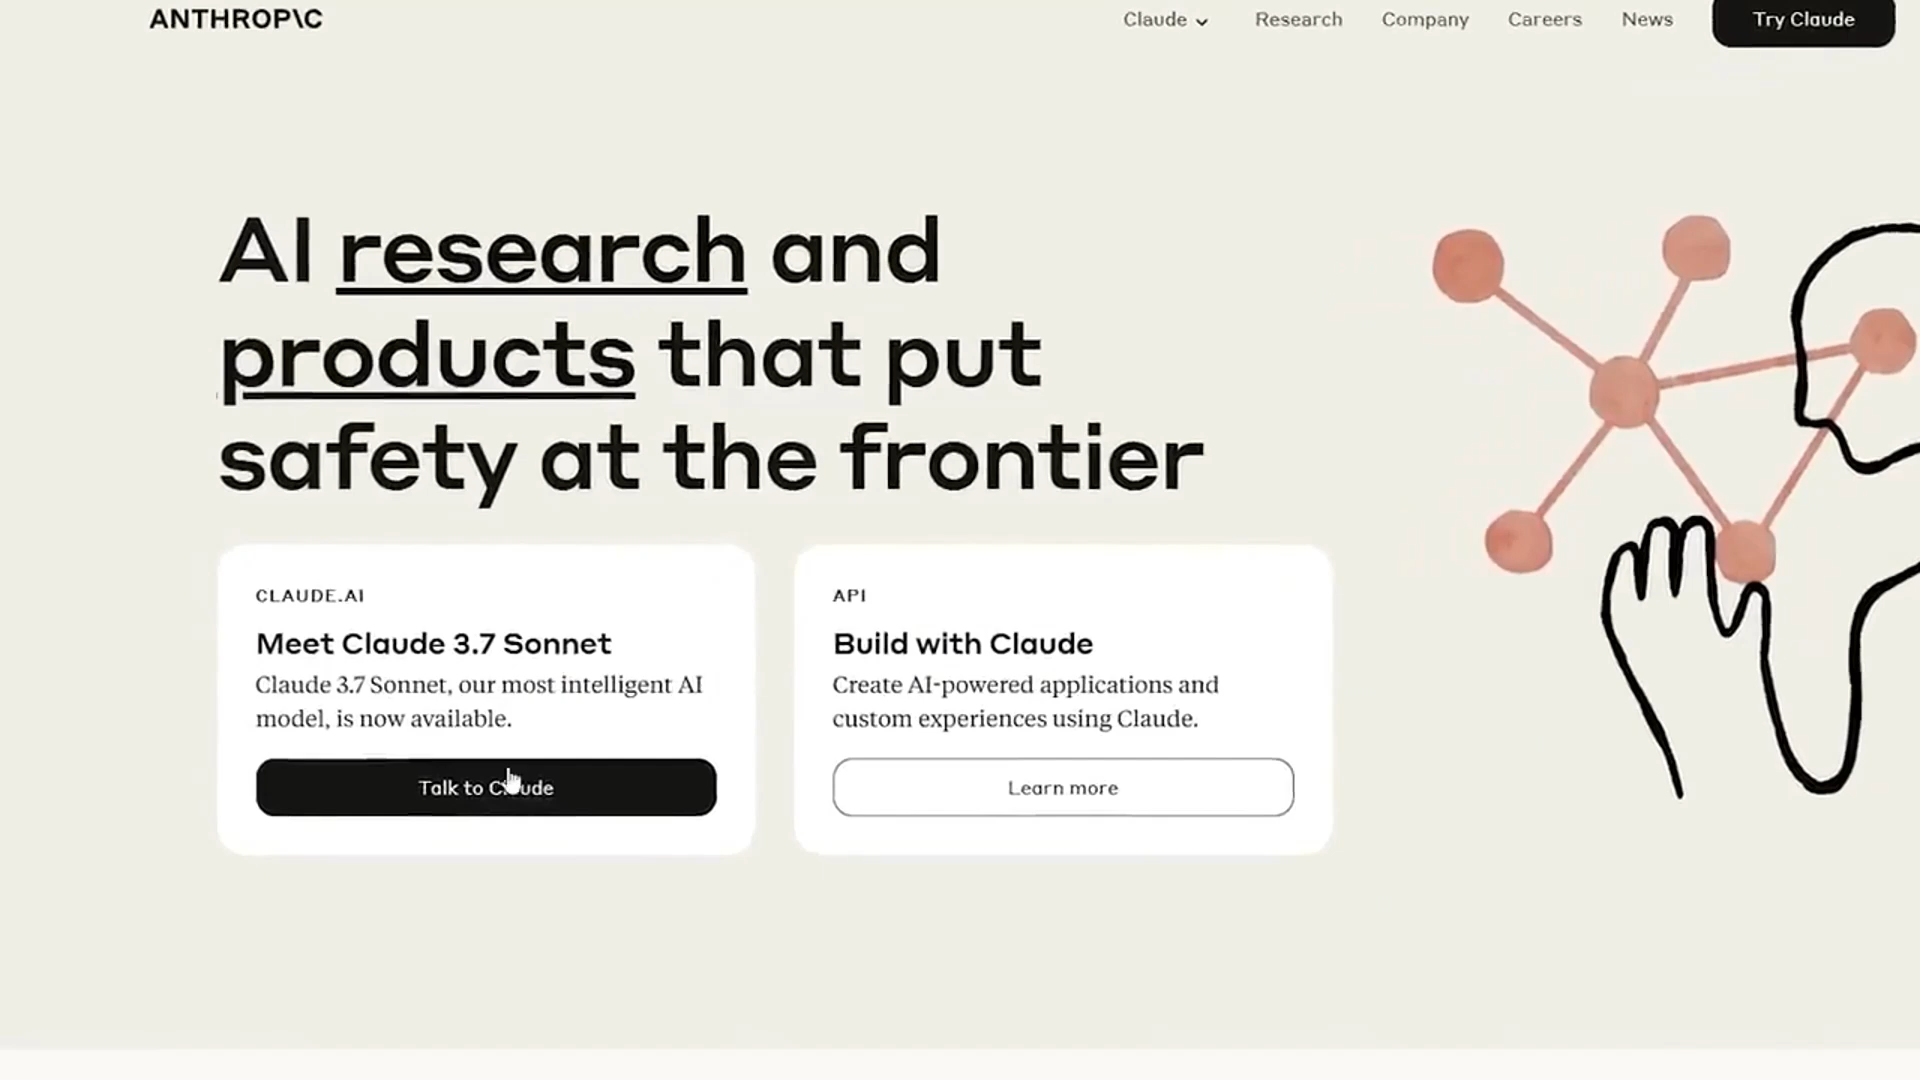 ANTHROP\C
Claude
Research
Company
Careers
News
Try Claude
AI research and
products that put
safety at the frontier
CLAUDE.AI
Meet Claude 3.7 Sonnet
Claude 3.7 Sonnet, our most intelligent AI
model, is now available.
Talk to Claude
API
Build with Claude
Create AI-powered applications and
custom experiences using Claude.
Learn more